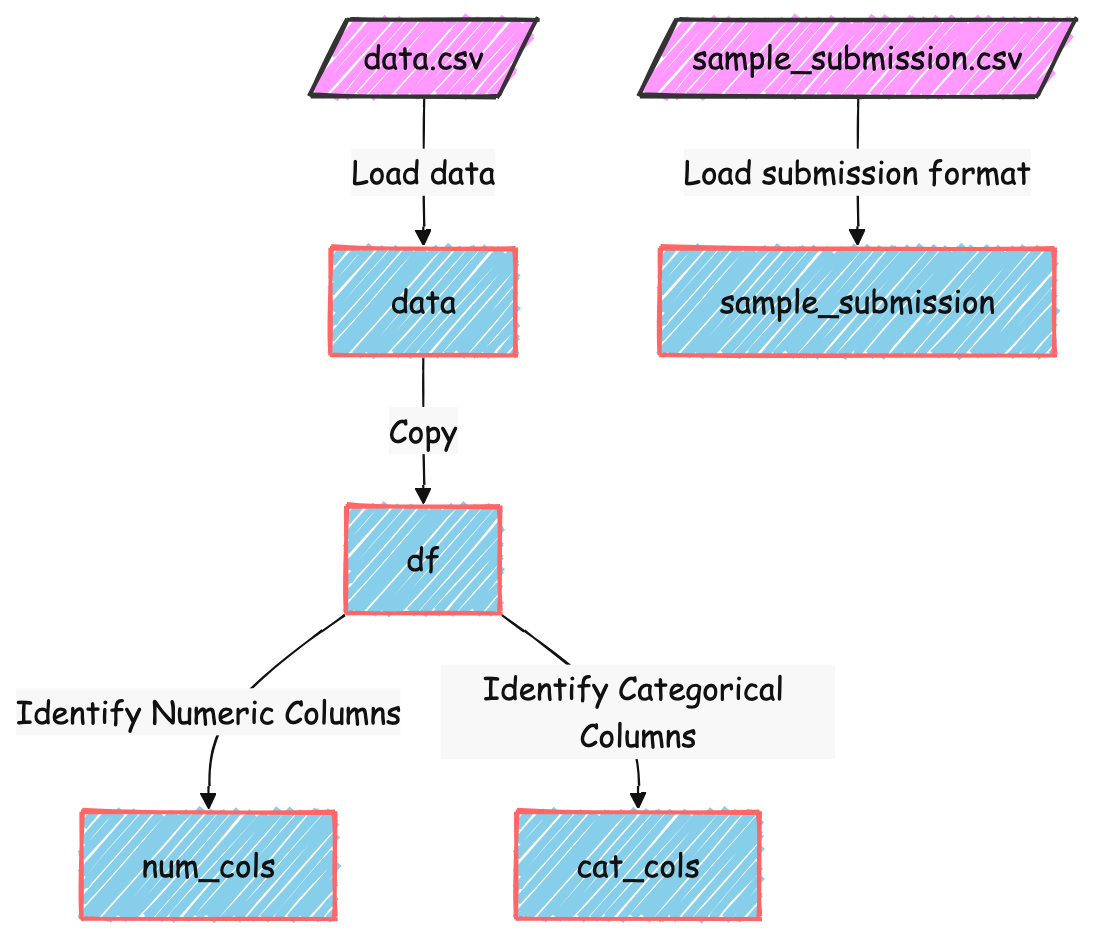 data.csv
sample_submission.csv
Load data
Load submission format
data
sample_submission
Copy
df
Identify Numeric Columns
Identify Categorical
Columns
num_cols
cat_cols